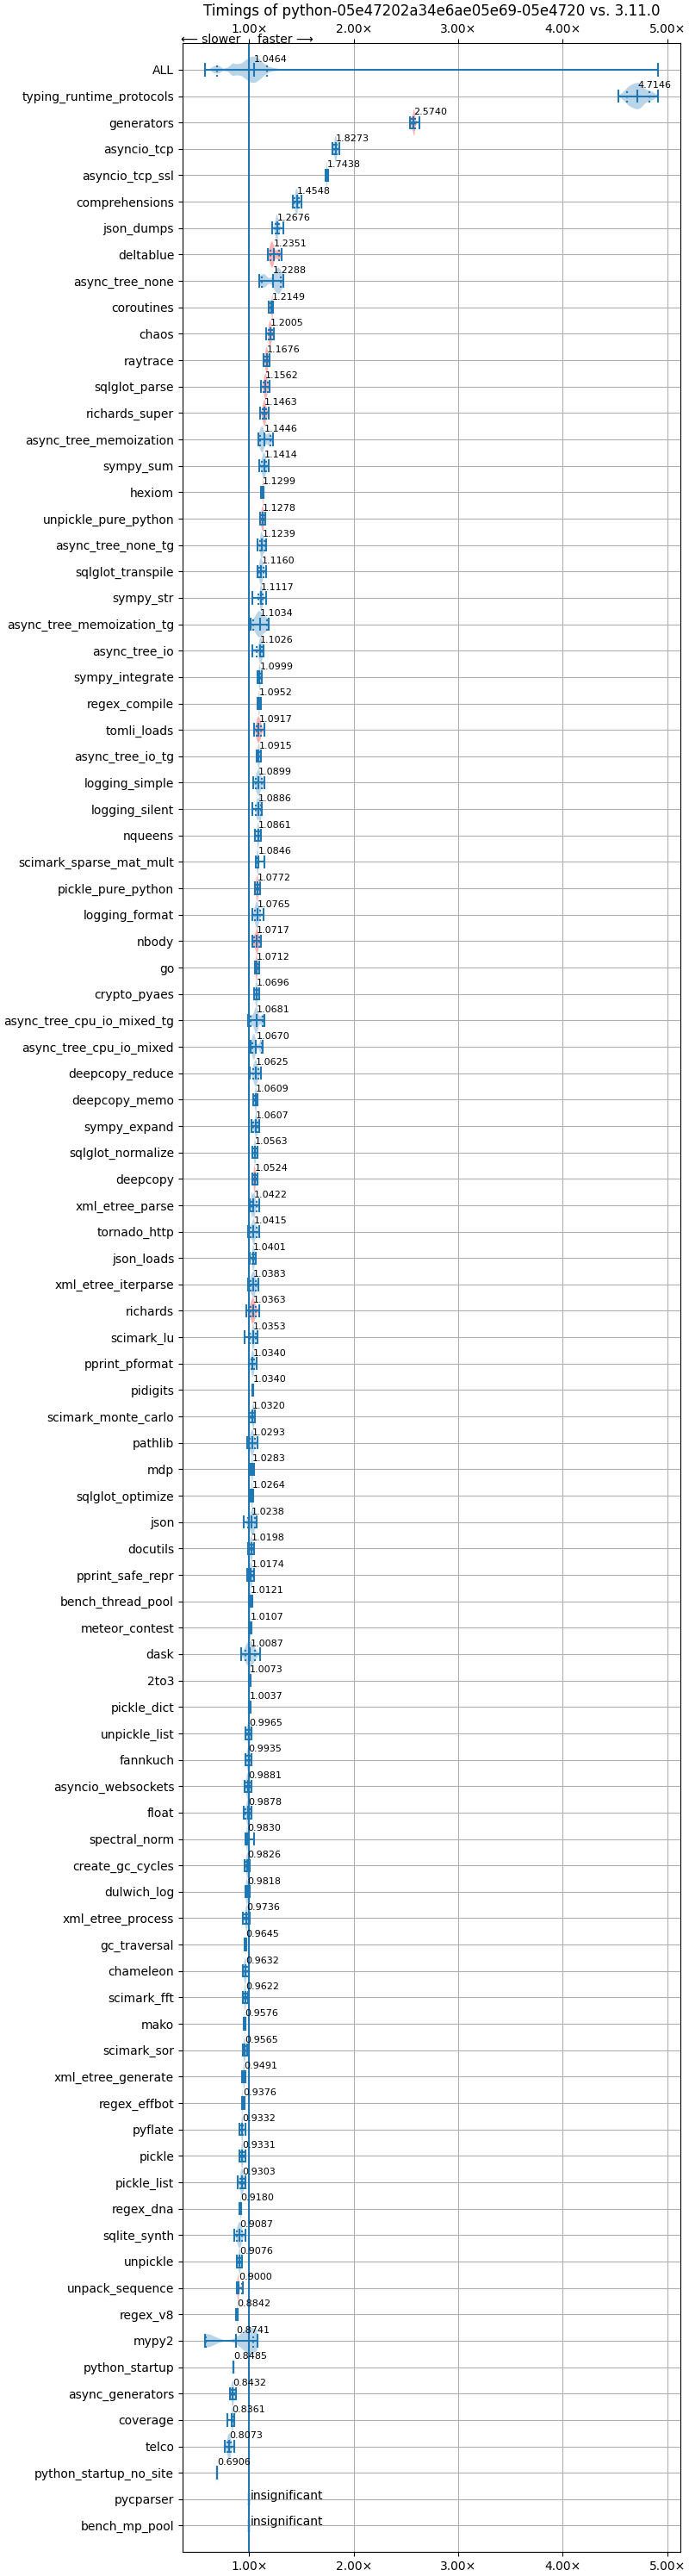 Timings of python-05e47202a34e6ae05e69-05e4720 vs. 3.11.0
⟵ slower faster ⟶
1.00× 2.00× 3.00× 4.00× 5.00×
ALL 1.0464
typing_runtime_protocols 4.7146
generators 2.5740
asyncio_tcp 1.8273
asyncio_tcp_ssl 1.7438
comprehensions 1.4548
json_dumps 1.2676
deltablue 1.2351
async_tree_none 1.2288
coroutines 1.2149
chaos 1.2005
raytrace 1.1676
sqlglot_parse 1.1562
richards_super 1.1463
async_tree_memoization 1.1446
sympy_sum 1.1414
hexiom 1.1299
unpickle_pure_python 1.1278
async_tree_none_tg 1.1239
sqlglot_transpile 1.1160
sympy_str 1.1117
async_tree_memoization_tg 1.1034
async_tree_io 1.1026
sympy_integrate 1.0999
regex_compile 1.0952
tomli_loads 1.0917
async_tree_io_tg 1.0915
logging_simple 1.0899
logging_silent 1.0886
nqueens 1.0861
scimark_sparse_mat_mult 1.0846
pickle_pure_python 1.0772
logging_format 1.0765
nbody 1.0717
go 1.0712
crypto_pyaes 1.0696
async_tree_cpu_io_mixed_tg 1.0681
async_tree_cpu_io_mixed 1.0670
deepcopy_reduce 1.0625
deepcopy_memo 1.0609
sympy_expand 1.0607
sqlglot_normalize 1.0563
deepcopy 1.0524
xml_etree_parse 1.0422
tornado_http 1.0415
json_loads 1.0401
xml_etree_iterparse 1.0383
richards 1.0363
scimark_lu 1.0353
pprint_pformat 1.0340
pidigits 1.0340
scimark_monte_carlo 1.0320
pathlib 1.0293
mdp 1.0283
sqlglot_optimize 1.0264
json 1.0238
docutils 1.0198
pprint_safe_repr 1.0174
bench_thread_pool 1.0121
meteor_contest 1.0107
dask 1.0087
2to3 1.0073
pickle_dict 1.0037
unpickle_list 0.9965
fannkuch 0.9935
asyncio_websockets 0.9881
float 0.9878
spectral_norm 0.9830
create_gc_cycles 0.9826
dulwich_log 0.9818
xml_etree_process 0.9736
gc_traversal 0.9645
chameleon 0.9632
scimark_fft 0.9622
mako 0.9576
scimark_sor 0.9565
xml_etree_generate 0.9491
regex_effbot 0.9376
pyflate 0.9332
pickle 0.9331
pickle_list 0.9303
regex_dna 0.9180
sqlite_synth 0.9087
unpickle 0.9076
unpack_sequence 0.9000
regex_v8 0.8842
mypy2 0.8741
python_startup 0.8485
async_generators 0.8432
coverage 0.8361
telco 0.8073
python_startup_no_site 0.6906
pycparser insignificant
bench_mp_pool insignificant
1.00× 2.00× 3.00× 4.00× 5.00×